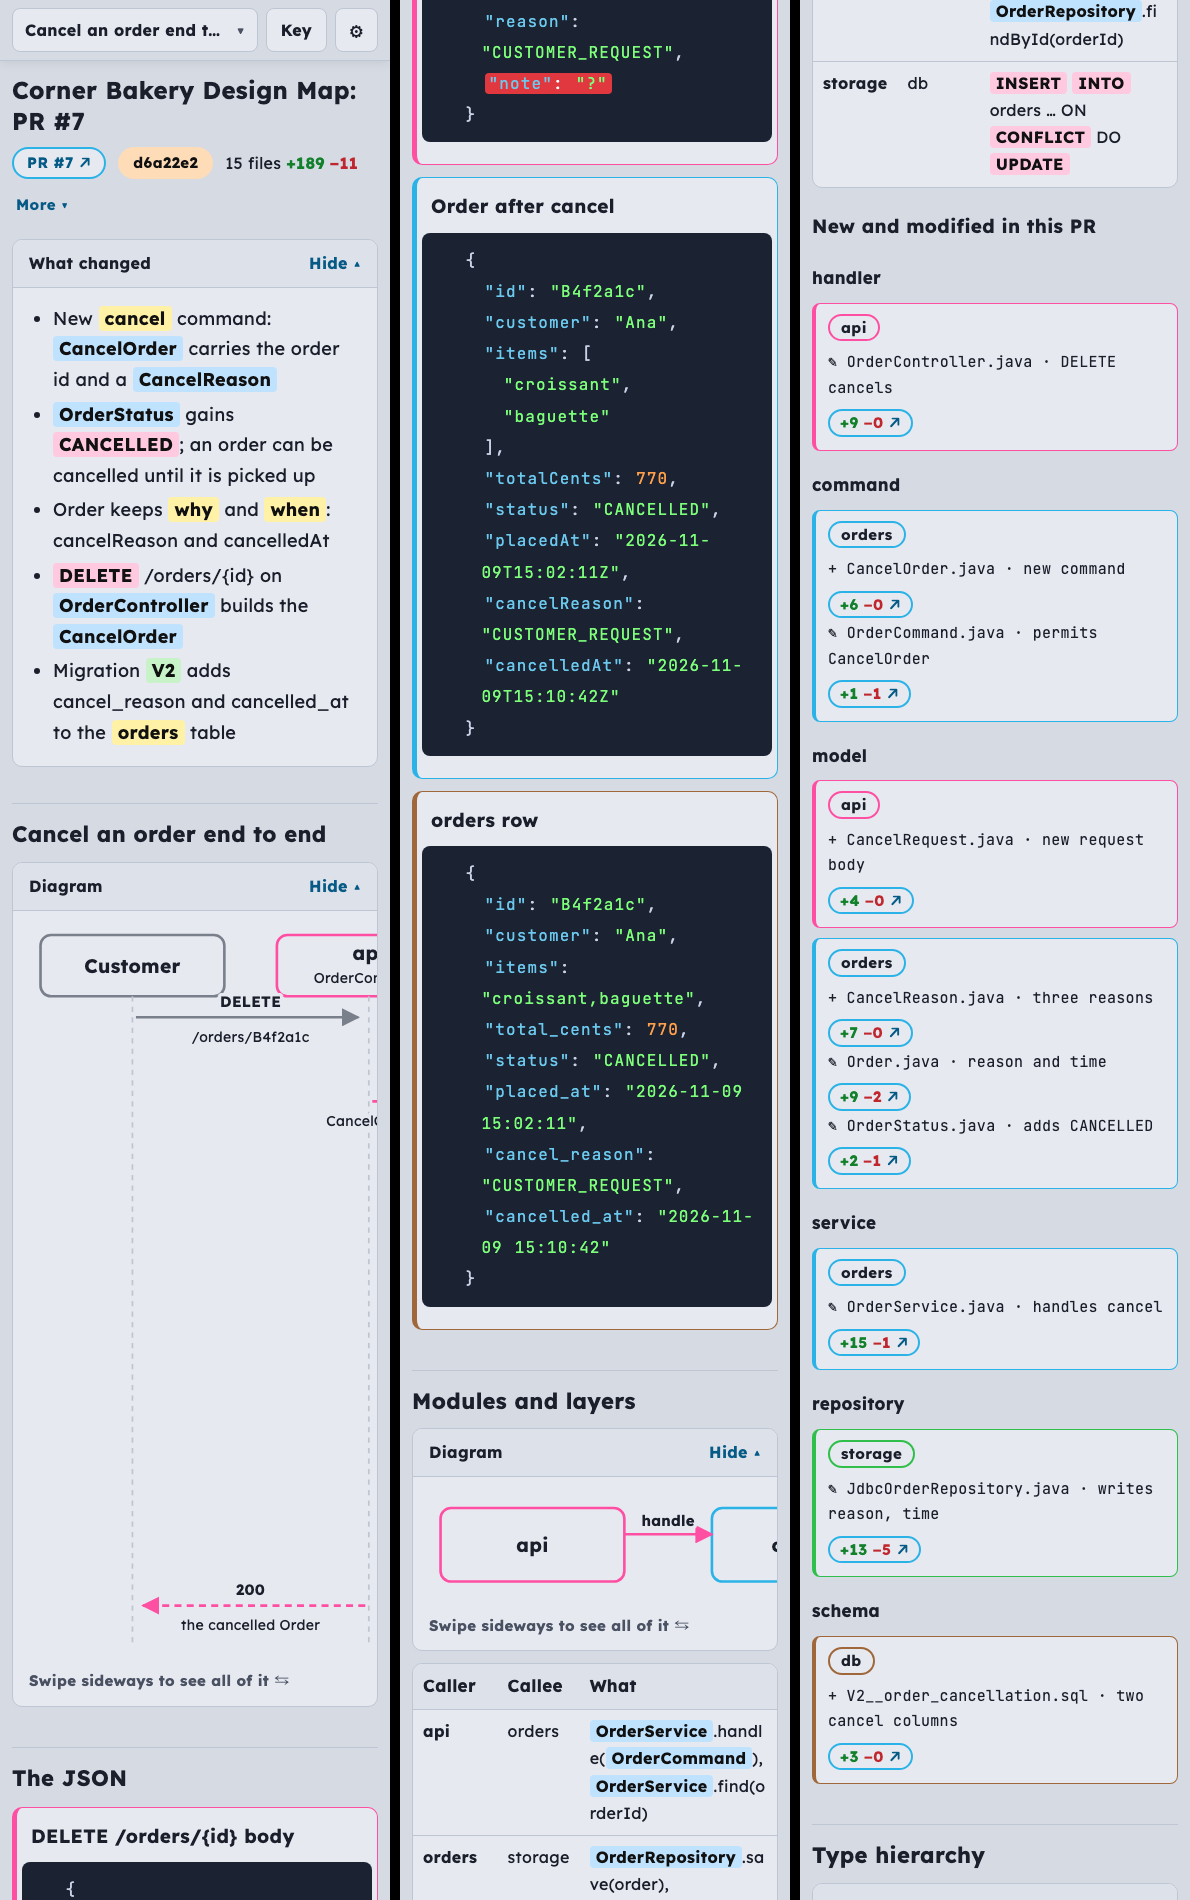 Cancel an order end t... ▾ Key ⚙
Corner Bakery Design Map:
PR #7
PR #7 ↗ d6a22e2 15 files +189 −11
More ▾
What changed Hide ▴
• New cancel command:
CancelOrder carries the order
id and a CancelReason
• OrderStatus gains
CANCELLED; an order can be
cancelled until it is picked up
• Order keeps why and when:
cancelReason and cancelledAt
• DELETE /orders/{id} on
OrderController builds the
CancelOrder
• Migration V2 adds
cancel_reason and cancelled_at
to the orders table
Cancel an order end to end
Diagram Hide ▴
Customer
ap
OrderCor
DELETE
/orders/B4f2a1c
CancelO
200
the cancelled Order
Swipe sideways to see all of it ⇆
The JSON
DELETE /orders/{id} body
{
"reason":
"CUSTOMER_REQUEST",
"note": "?"
}
Order after cancel
{
"id": "B4f2a1c",
"customer": "Ana",
"items": [
"croissant",
"baguette"
],
"totalCents": 770,
"status": "CANCELLED",
"placedAt": "2026-11-
09T15:02:11Z",
"cancelReason":
"CUSTOMER_REQUEST",
"cancelledAt": "2026-11-
09T15:10:42Z"
}
orders row
{
"id": "B4f2a1c",
"customer": "Ana",
"items":
"croissant,baguette",
"total_cents": 770,
"status": "CANCELLED",
"placed_at": "2026-11-09
15:02:11",
"cancel_reason":
"CUSTOMER_REQUEST",
"cancelled_at": "2026-11-
09 15:10:42"
}
Modules and layers
Diagram Hide ▴
api
handle
Swipe sideways to see all of it ⇆
Caller Callee What
api orders OrderService.handl
e(OrderCommand),
OrderService.find(o
rderId)
orders storage OrderRepository.sa
ve(order),
OrderRepository.fi
ndById(orderId)
storage db INSERT INTO
orders … ON
CONFLICT DO
UPDATE
New and modified in this PR
handler
api
✎ OrderController.java · DELETE
cancels
+9 −0 ↗
command
orders
+ CancelOrder.java · new command
+6 −0 ↗
✎ OrderCommand.java · permits
CancelOrder
+1 −1 ↗
model
api
+ CancelRequest.java · new request
body
+4 −0 ↗
orders
+ CancelReason.java · three reasons
+7 −0 ↗
✎ Order.java · reason and time
+9 −2 ↗
✎ OrderStatus.java · adds CANCELLED
+2 −1 ↗
service
orders
✎ OrderService.java · handles cancel
+15 −1 ↗
repository
storage
✎ JdbcOrderRepository.java · writes
reason, time
+13 −5 ↗
schema
db
+ V2__order_cancellation.sql · two
cancel columns
+3 −0 ↗
Type hierarchy